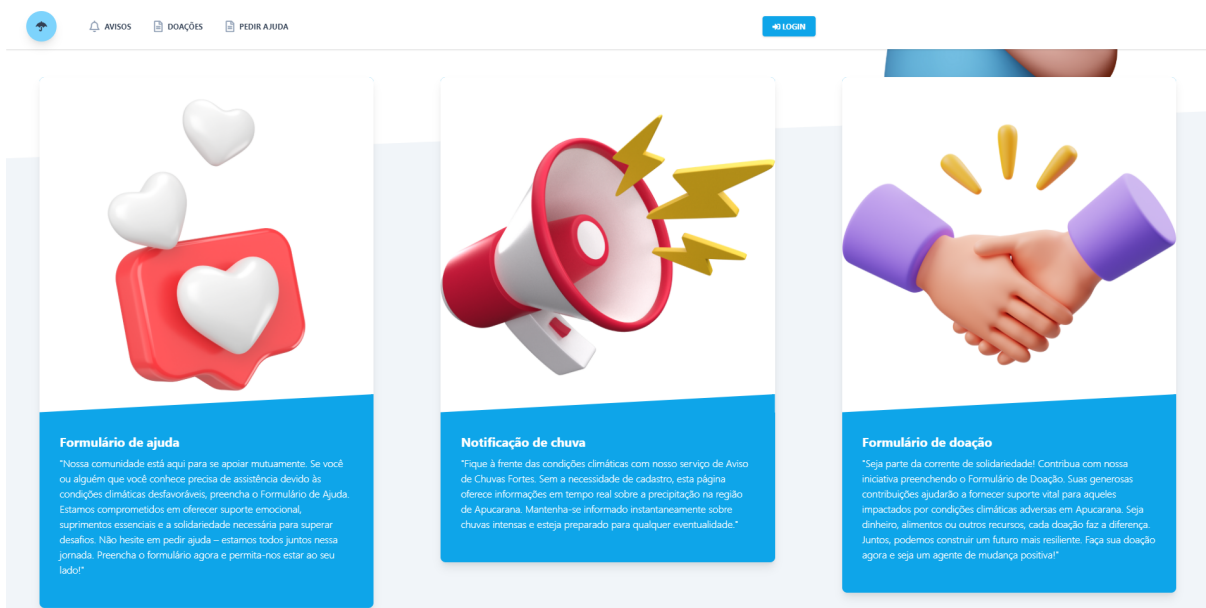 AVISOS DOAÇÕES PEDIR AJUDA LOGIN
Formulário de ajuda
"Nossa comunidade está aqui para se apoiar mutuamente. Se você
ou alguém que você conhece precisa de assistência devido às
condições climáticas desfavoráveis, preencha o Formulário de Ajuda.
Estamos comprometidos em oferecer suporte emocional,
suprimentos essenciais e a solidariedade necessária para superar
desafios. Não hesite em pedir ajuda – estamos todos juntos nessa
jornada. Preencha o formulário agora e permita-nos estar ao seu
lado!"
Notificação de chuva
"Fique à frente das condições climáticas com nosso serviço de Aviso
de Chuvas Fortes. Sem a necessidade de cadastro, esta página
oferece informações em tempo real sobre a precipitação na região
de Apucarana. Mantenha-se informado instantaneamente sobre
chuvas intensas e esteja preparado para qualquer eventualidade."
Formulário de doação
"Seja parte da corrente de solidariedade! Contribua com nossa
iniciativa preenchendo o Formulário de Doação. Suas generosas
contribuições ajudarão a fornecer suporte vital para aqueles
impactados por condições climáticas adversas em Apucarana. Seja
dinheiro, alimentos ou outros recursos, cada doação faz a diferença.
Juntos, podemos construir um futuro mais resiliente. Faça sua doação
agora e seja um agente de mudança positiva!"